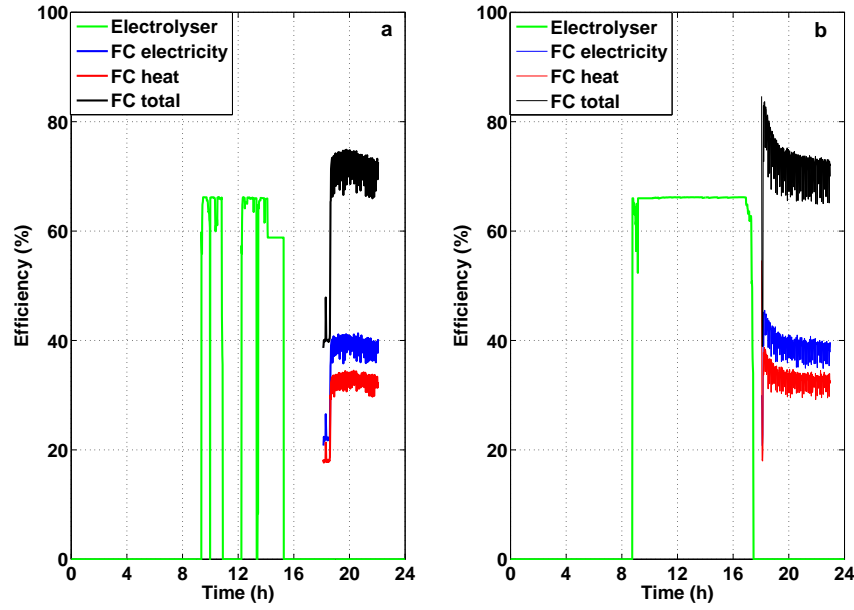 a
Electrolyser
FC electricity
FC heat
FC total
100
80
60
40
20
0
Efficiency (%)
0 4 8 12 16 20 24
Time (h)
b
Electrolyser
FC electricity
FC heat
FC total
100
80
60
40
20
0
Efficiency (%)
0 4 8 12 16 20 24
Time (h)